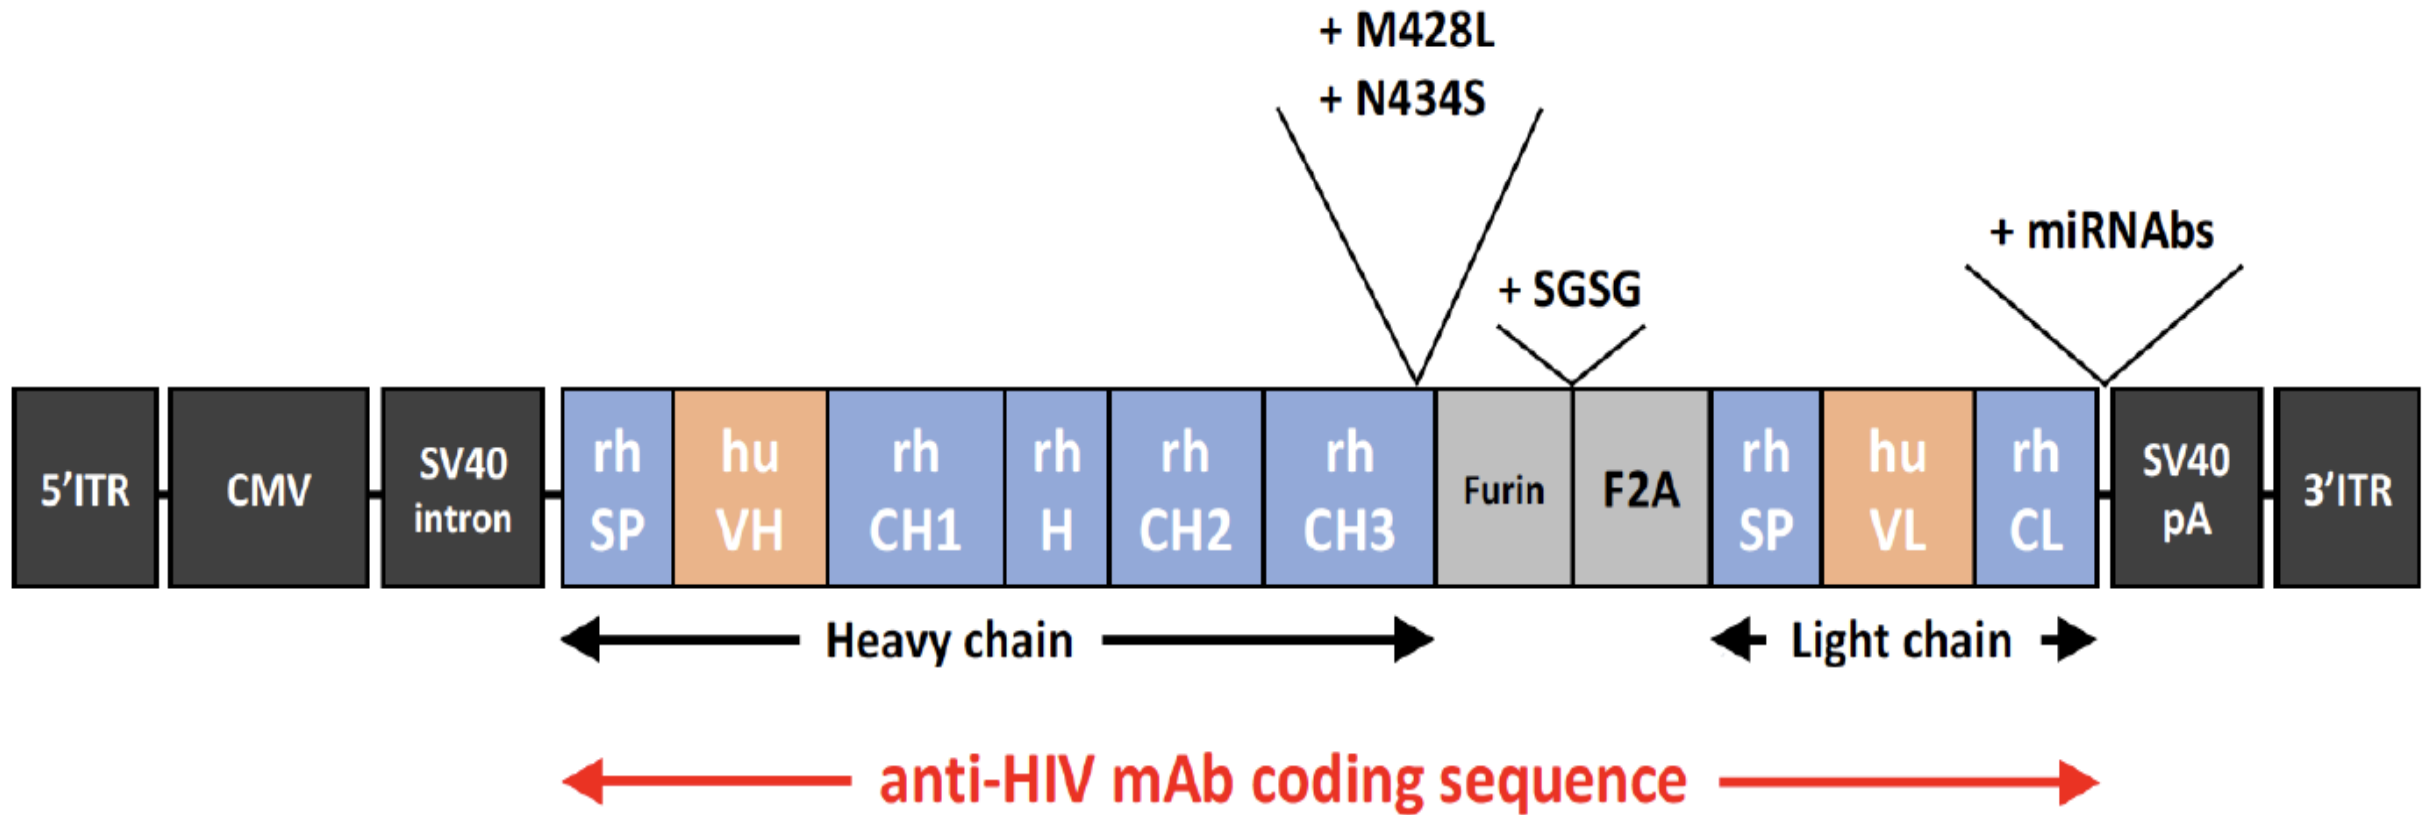 + M428L
+ N434S
+ SGSG
+ miRNAbs
5'ITR
CMV
SV40
intron
rh
SP
hu
VH
rh
CH1
rh
H
rh
CH2
rh
CH3
Furin
F2A
rh
SP
hu
VL
rh
CL
SV40
pA
3'ITR
Heavy chain
Light chain
anti-HIV mAb coding sequence